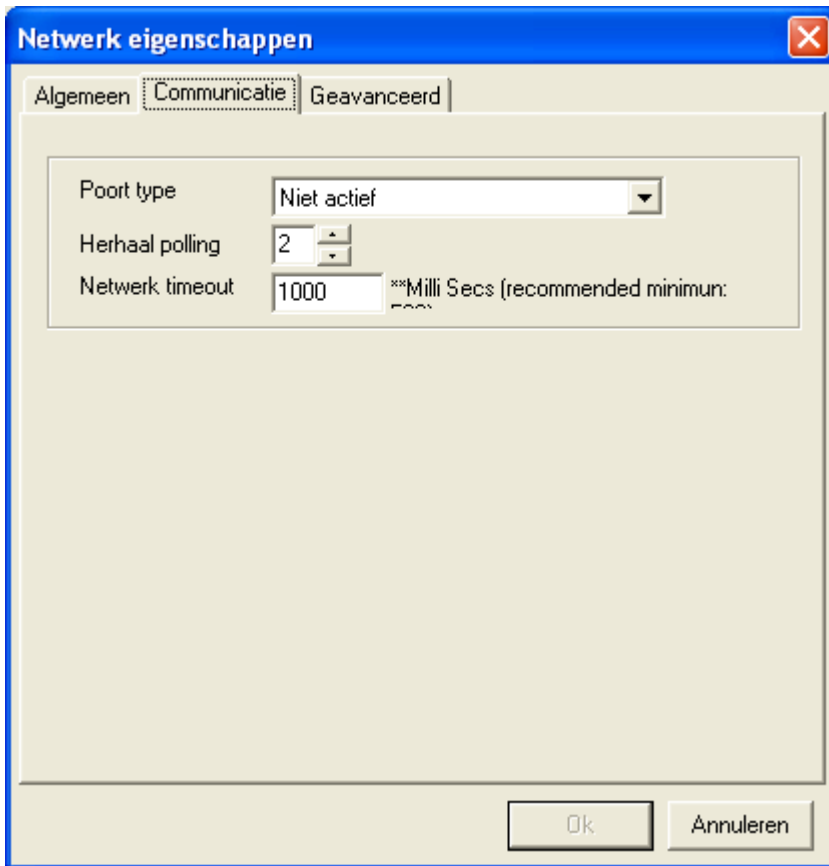 Netwerk eigenschappen
Algemeen Communicatie Geavanceerd
Poort type Niet actief
Herhaal polling 2
Netwerk timeout 1000 **Milli Secs (recommended minimun:
Ok Annuleren